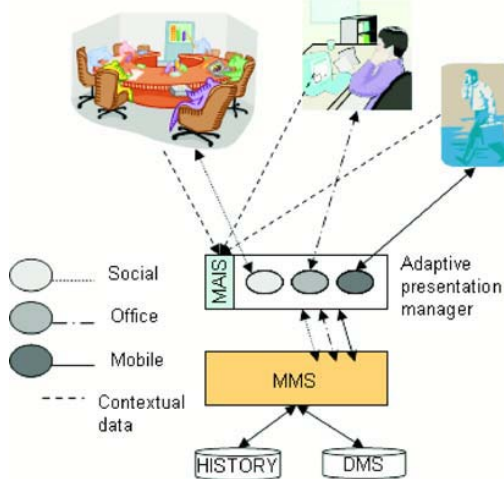 MAIS
Adaptive
presentation
manager
Social
Office
Mobile
Contextual
data
MMS
HISTORY
DMS